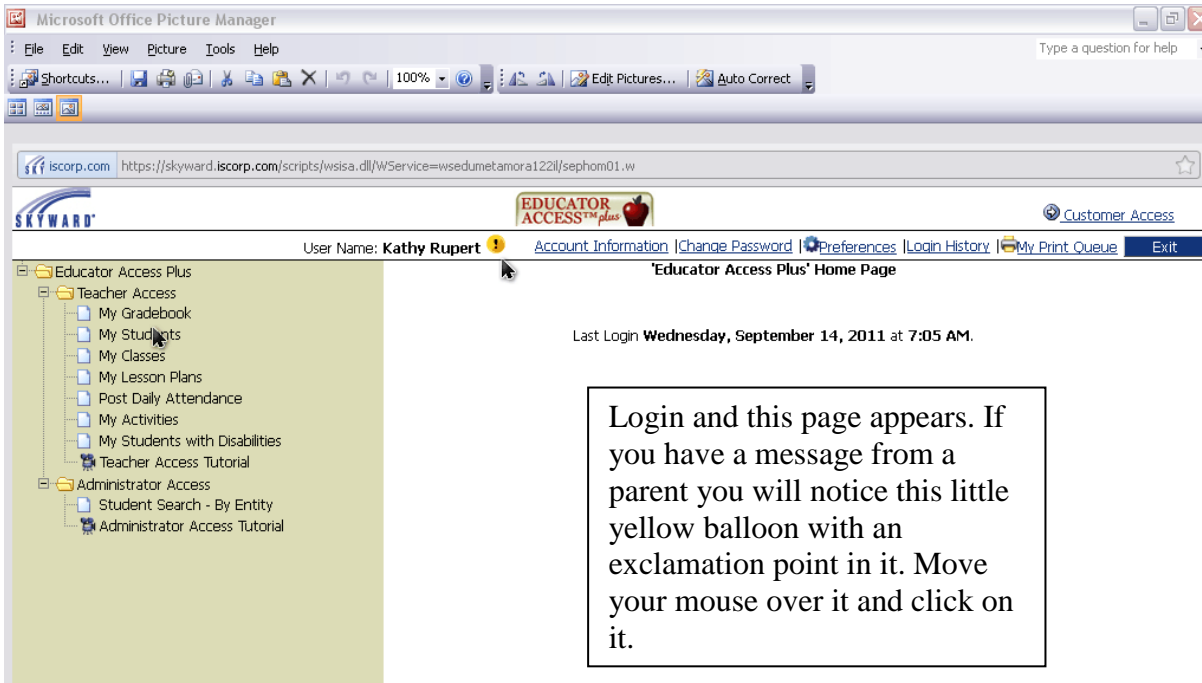 Microsoft Office Picture Manager
File Edit View Picture Tools Help Type a question for help
Shortcuts... 100% Edit Pictures... Auto Correct
iscorp.com https://skyward.iscorp.com/scripts/wsisa.dll/WService=wsedumetamora122il/sephom01.w
SKYWARD
EDUCATOR
ACCESS™ plus
Customer Access
User Name: Kathy Rupert ! Account Information | Change Password | Preferences | Login History | My Print Queue Exit
Educator Access Plus
'Educator Access Plus' Home Page
Teacher Access
My Gradebook
My Students
Last Login Wednesday, September 14, 2011 at 7:05 AM.
My Classes
My Lesson Plans
Post Daily Attendance
My Activities
My Students with Disabilities
Teacher Access Tutorial
Administrator Access
Student Search - By Entity
Administrator Access Tutorial
Login and this page appears. If
you have a message from a
parent you will notice this little
yellow balloon with an
exclamation point in it. Move
your mouse over it and click on
it.